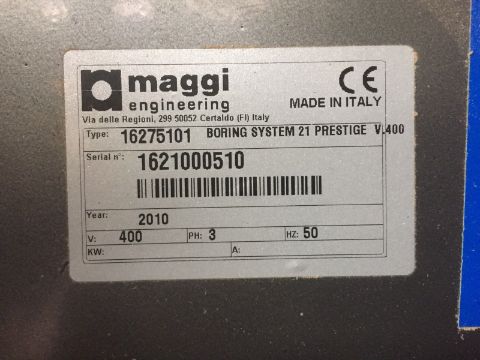 maggi
engineering
CE
MADE IN ITALY
Via delle Regioni, 299 50052 Certaldo (FI) Italy
Type: 16275101 BORING SYSTEM 21 PRESTIGE V.400
Serial n°: 1621000510
Year: 2010
V: 400 PH: 3 HZ: 50
KW: A: